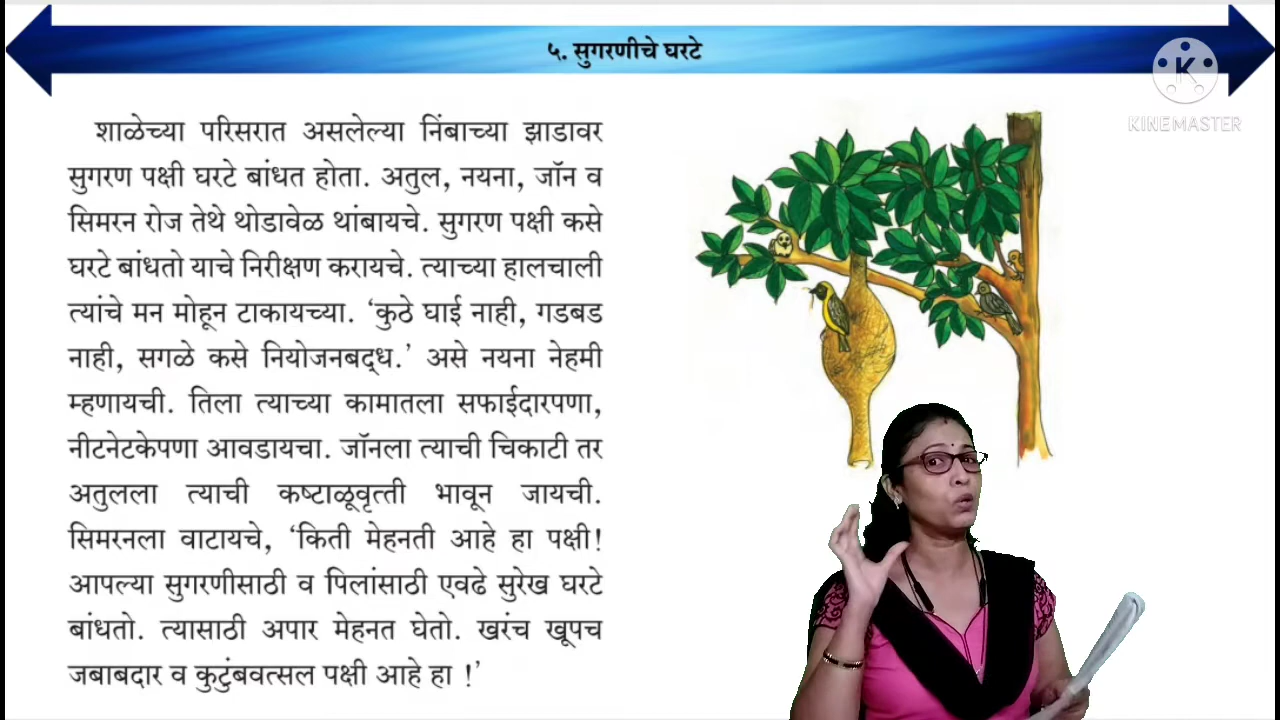 ५. सुगरणीचे घरटे
KINEMASTER
शाळेच्या परिसरात असलेल्या निंबाच्या झाडावर
सुगरण पक्षी घरटे बांधत होता. अतुल, नयना, जॉन व
सिमरन रोज तेथे थोडावेळ थांबायचे. सुगरण पक्षी कसे
घरटे बांधतो याचे निरीक्षण करायचे. त्याच्या हालचाली
त्यांचे मन मोहून टाकायच्या. ‘कुठे घाई नाही, गडबड
नाही, सगळे कसे नियोजनबद्ध.’ असे नयना नेहमी
म्हणायची. तिला त्याच्या कामातला सफाईदारपणा,
नीटनेटकेपणा आवडायचा. जॉनला त्याची चिकाटी तर
अतुलला त्याची कष्टाळूवृत्ती भावून जायची.
सिमरनला वाटायचे, ‘किती मेहनती आहे हा पक्षी!
आपल्या सुगरणीसाठी व पिलांसाठी एवढे सुरेख घरटे
बांधतो. त्यासाठी अपार मेहनत घेतो. खरंच खूपच
जबाबदार व कुटुंबवत्सल पक्षी आहे हा !’